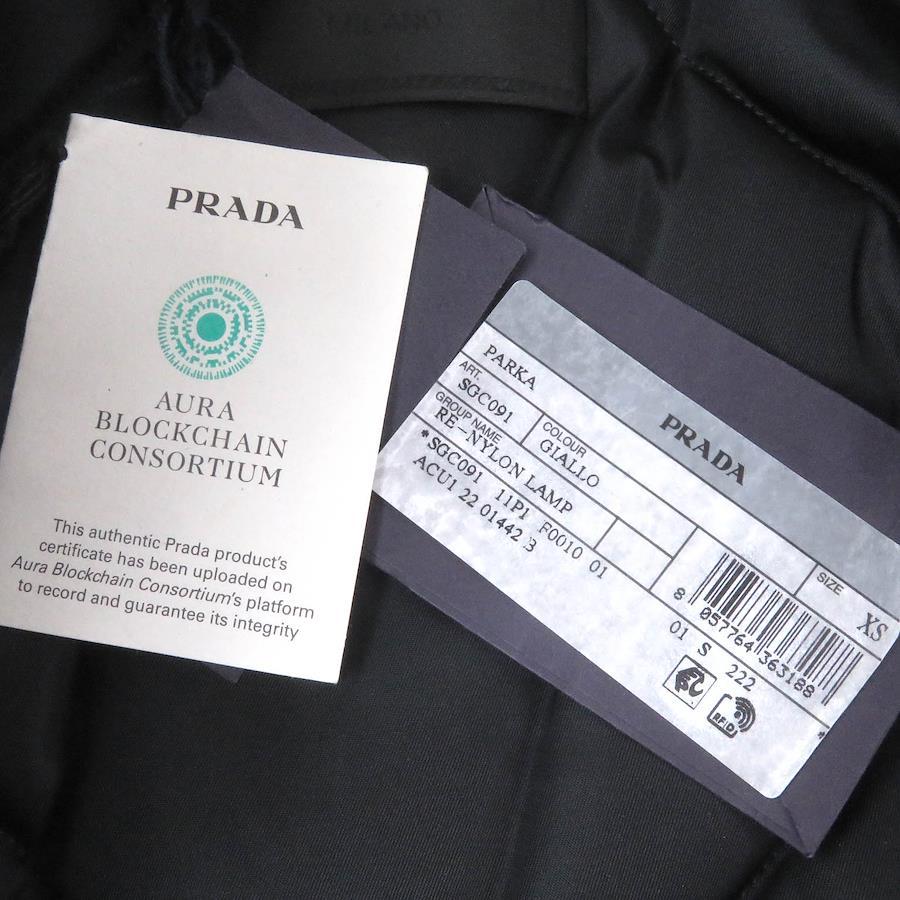 PRADA
AURA
BLOCKCHAIN
CONSORTIUM
This authentic Prada product's
certificate has been uploaded on
Aura Blockchain Consortium's platform
to record and guarantee its integrity
PRADA
PARKA
ART.
SGC091
COLOUR
GIALLO
GROUP NAME
RE-NYLON LAMP
*SGC091 11P1 F0010 01
ACU1 22 01442 3
SIZE
XS
8 057764 363188
01 S 222
RFID
*